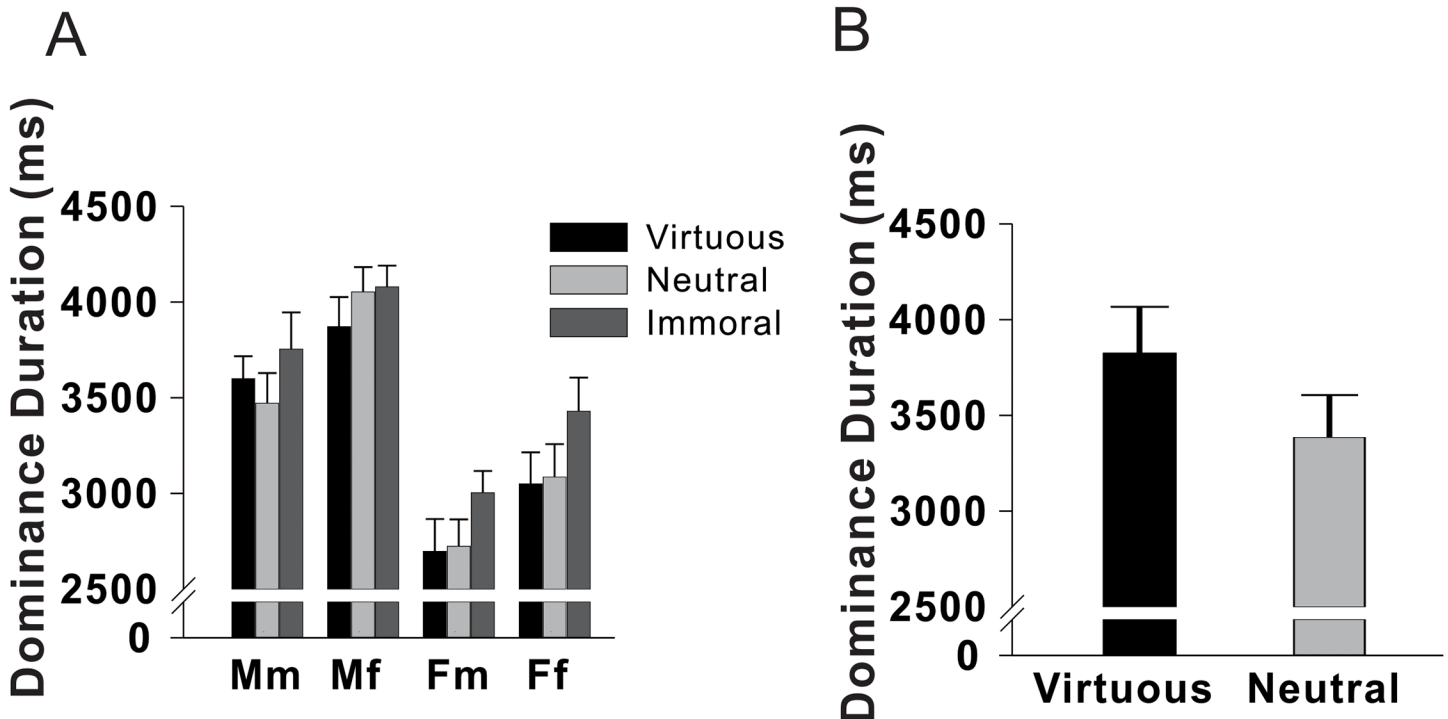 A
Dominance Duration (ms)
4500
4000
3500
3000
2500
0
Virtuous
Neutral
Immoral
Mm Mf Fm Ff
B
Dominance Duration (ms)
4500
4000
3500
3000
2500
0
Virtuous Neutral